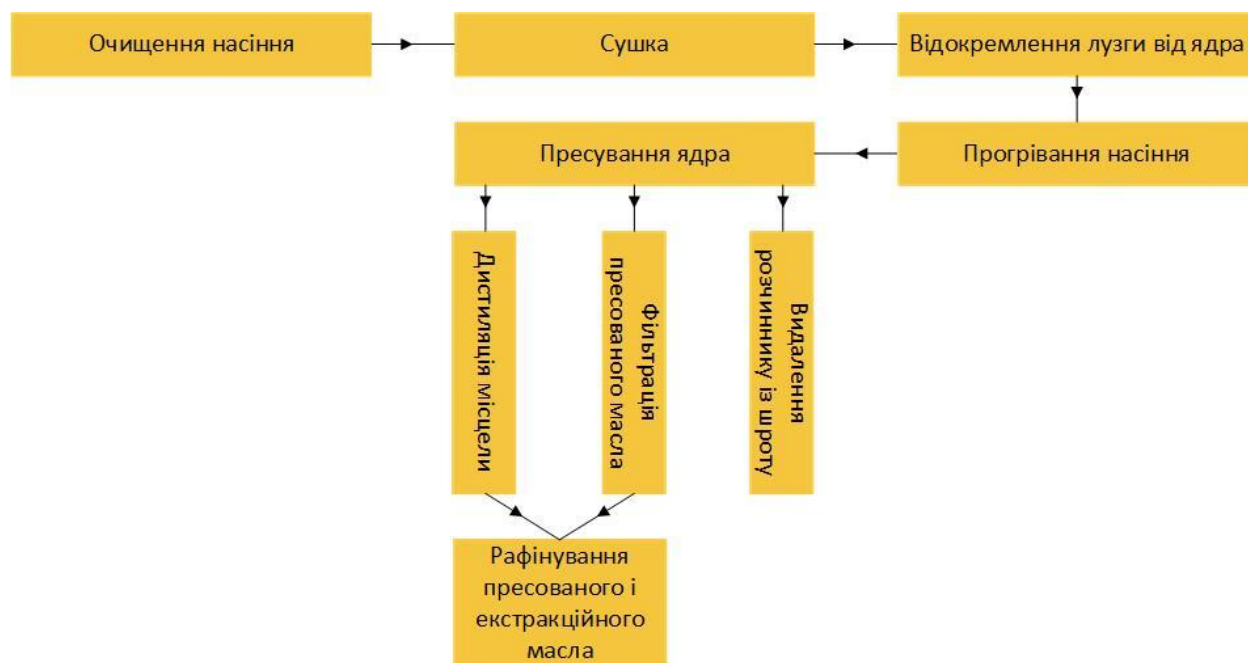 Очищення насіння
Сушка
Відокремлення лузги від ядра
Пресування ядра
Прогрівання насіння
Дистиляція місцели
Фільтрація
пресованого масла
Видалення
розчиннику із шроту
Рафінування
пресованого і
екстракційного
масла